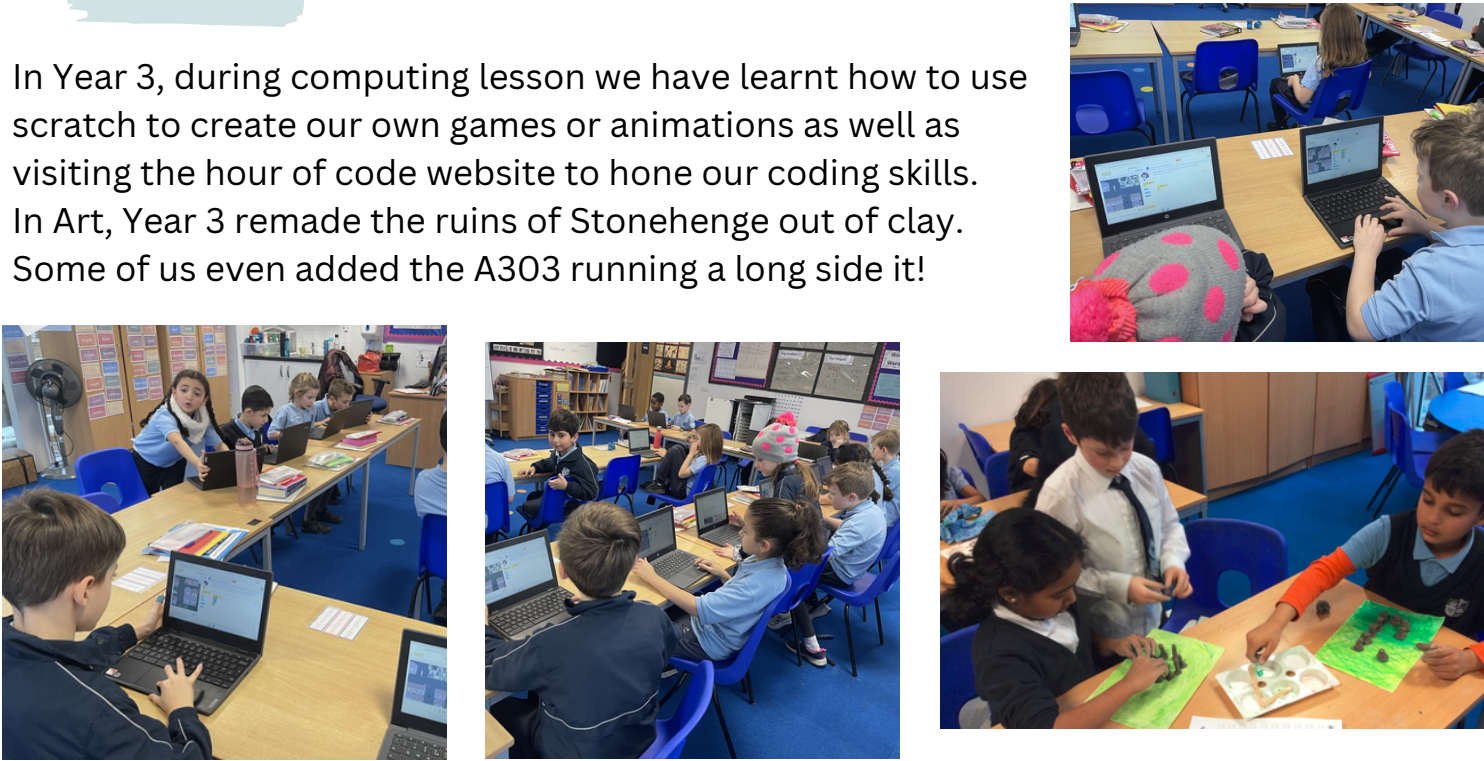 In Year 3, during computing lesson we have learnt how to use
scratch to create our own games or animations as well as
visiting the hour of code website to hone our coding skills.
In Art, Year 3 remade the ruins of Stonehenge out of clay.
Some of us even added the A303 running a long side it!